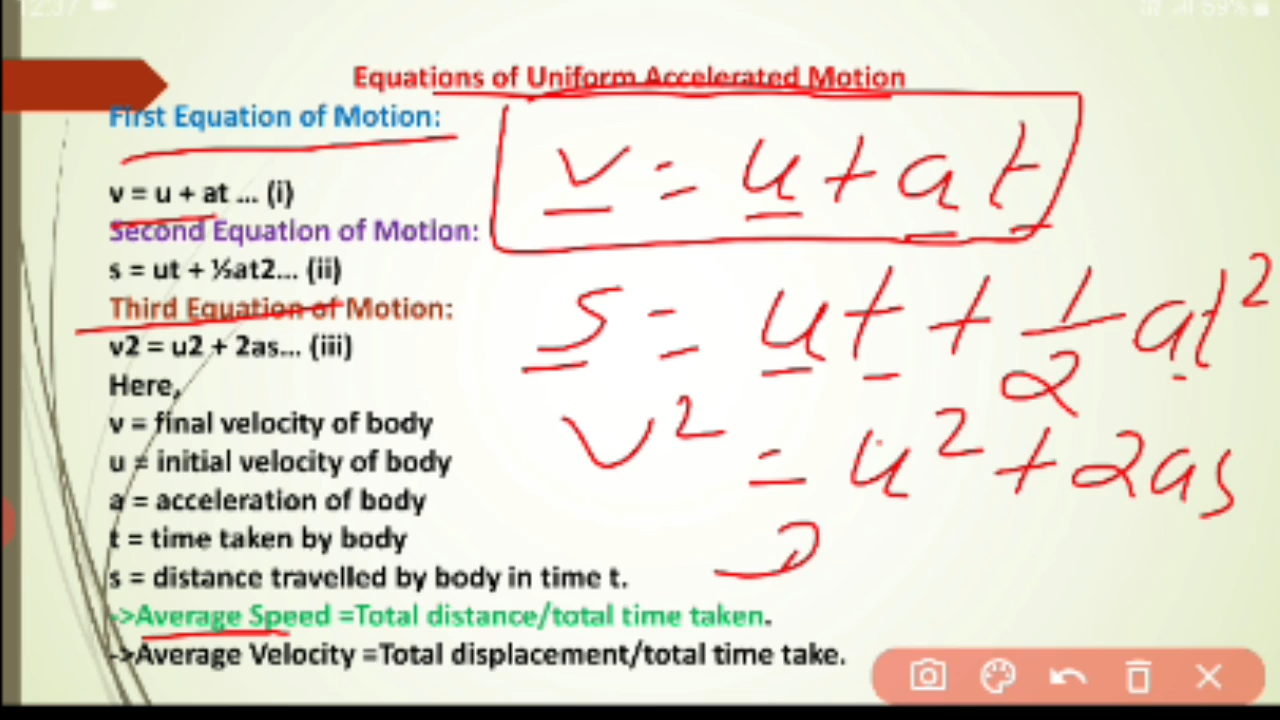 12:37
59%
Equations of Uniform Accelerated Motion
First Equation of Motion:
v = u + at
v = u + at ... (i)
Second Equation of Motion:
s = ut + ½at2... (ii)
s = ut + 1/2 at²
Third Equation of Motion:
v2 = u2 + 2as... (iii)
v² = u² + 2as
Here,
v = final velocity of body
u = initial velocity of body
a = acceleration of body
t = time taken by body
s = distance travelled by body in time t.
->Average Speed =Total distance/total time taken.
->Average Velocity =Total displacement/total time take.